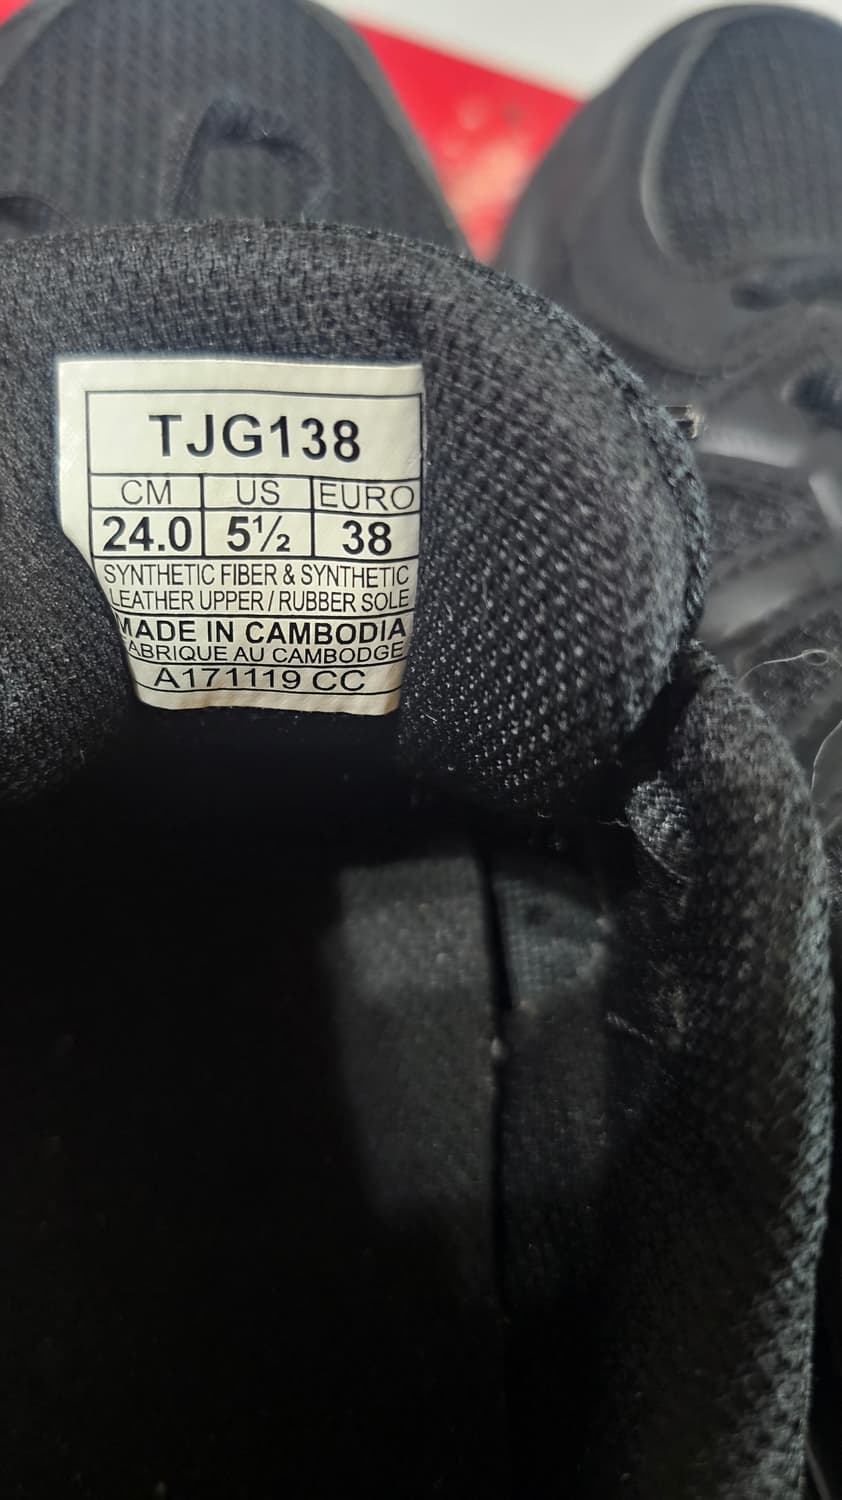 TJG138
CM US EURO
24.0 5½ 38
SYNTHETIC FIBER & SYNTHETIC
LEATHER UPPER / RUBBER SOLE
MADE IN CAMBODIA
FABRIQUE AU CAMBODGE
A171119 CC